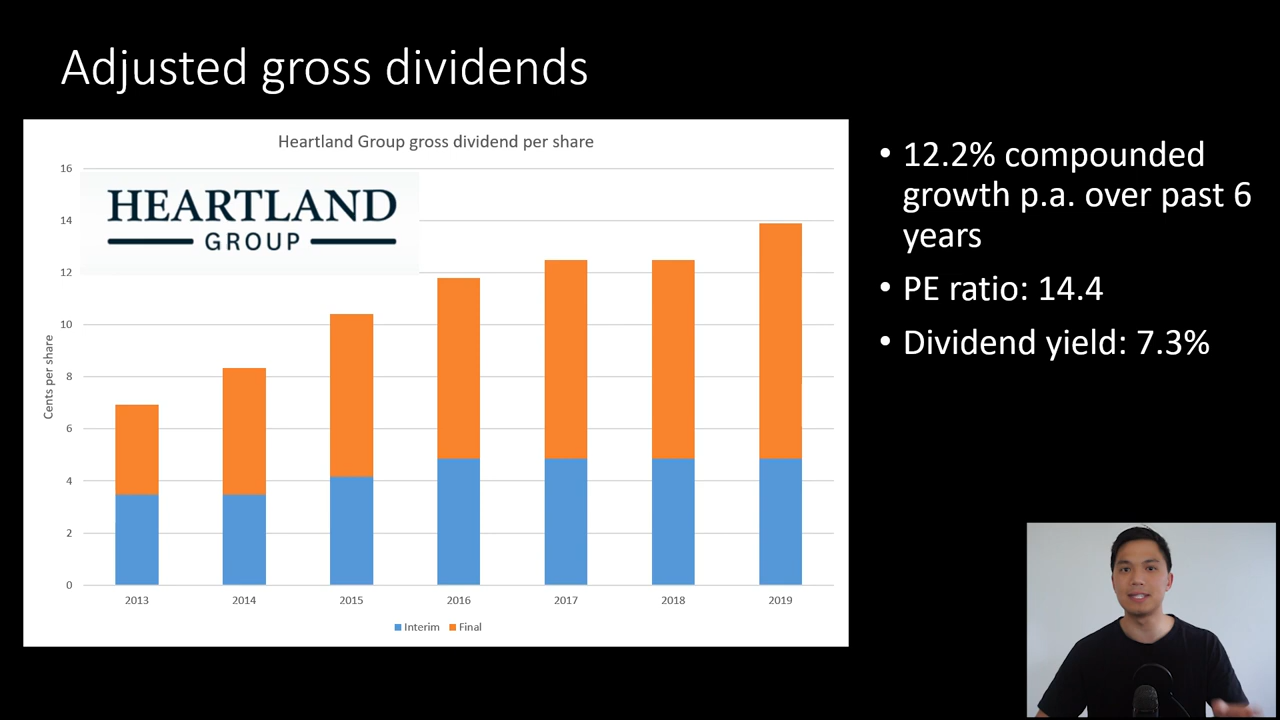 Adjusted gross dividends
Heartland Group gross dividend per share
HEARTLAND
GROUP
Cents per share
16
14
12
10
8
6
4
2
0
2013 2014 2015 2016 2017 2018 2019
Interim Final
• 12.2% compounded
growth p.a. over past 6
years
• PE ratio: 14.4
• Dividend yield: 7.3%